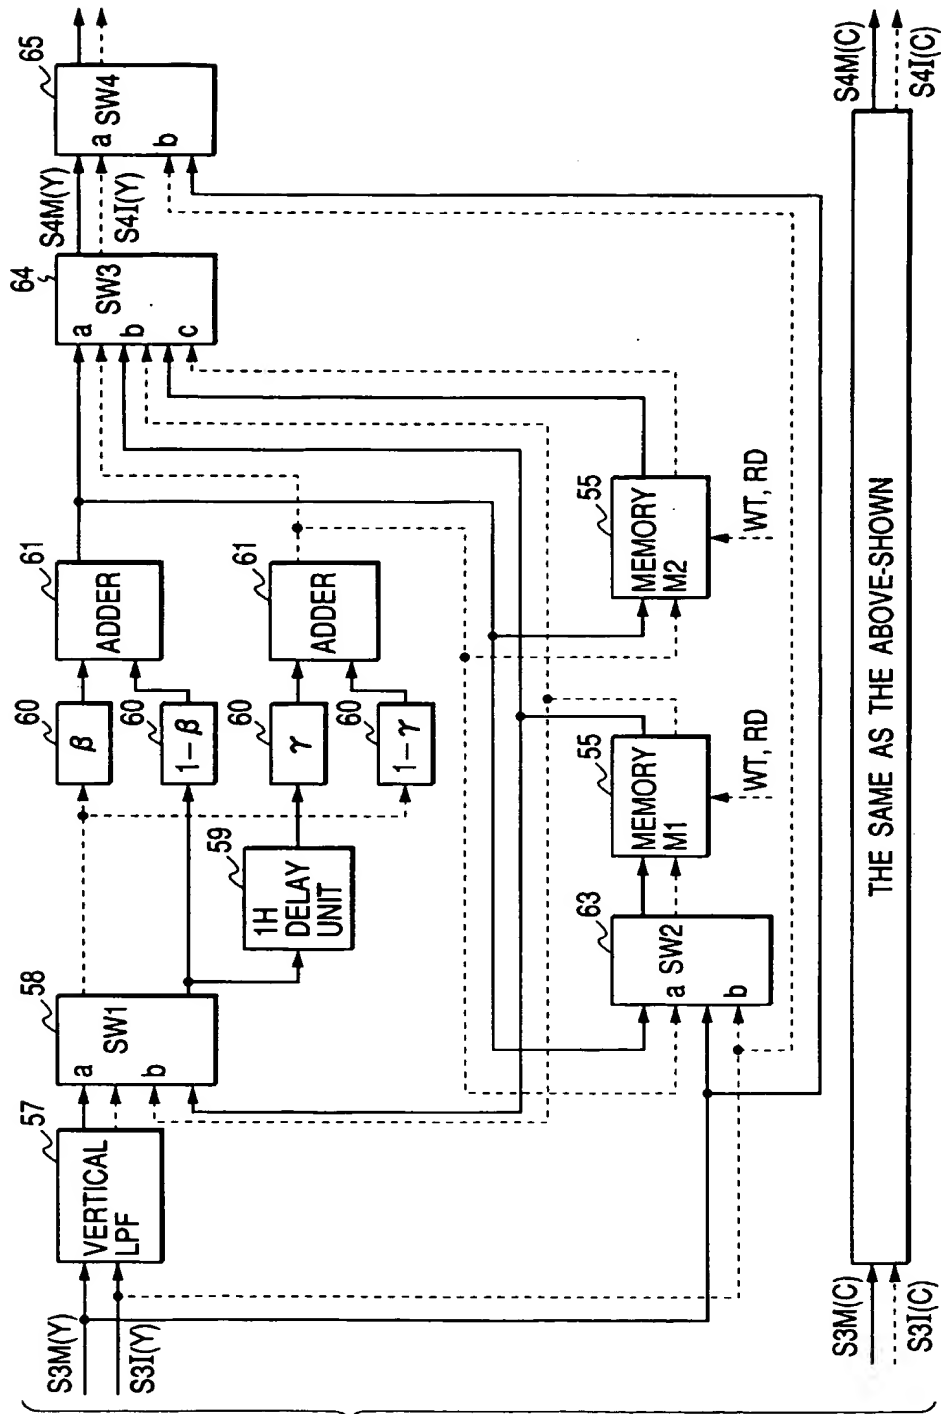 S3M(Y)
S3I(Y)
57
VERTICAL
LPF
58
a
SW1
b
59
1H
DELAY
UNIT
60
β
60
1-β
60
γ
60
1-γ
61
ADDER
61
ADDER
63
a
SW2
b
55
MEMORY
M1
WT, RD
55
MEMORY
M2
WT, RD
64
SW3
a
b
c
S4M(Y)
S4I(Y)
65
SW4
a
b
S3M(C)
S3I(C)
THE SAME AS THE ABOVE-SHOWN
S4M(C)
S4I(C)